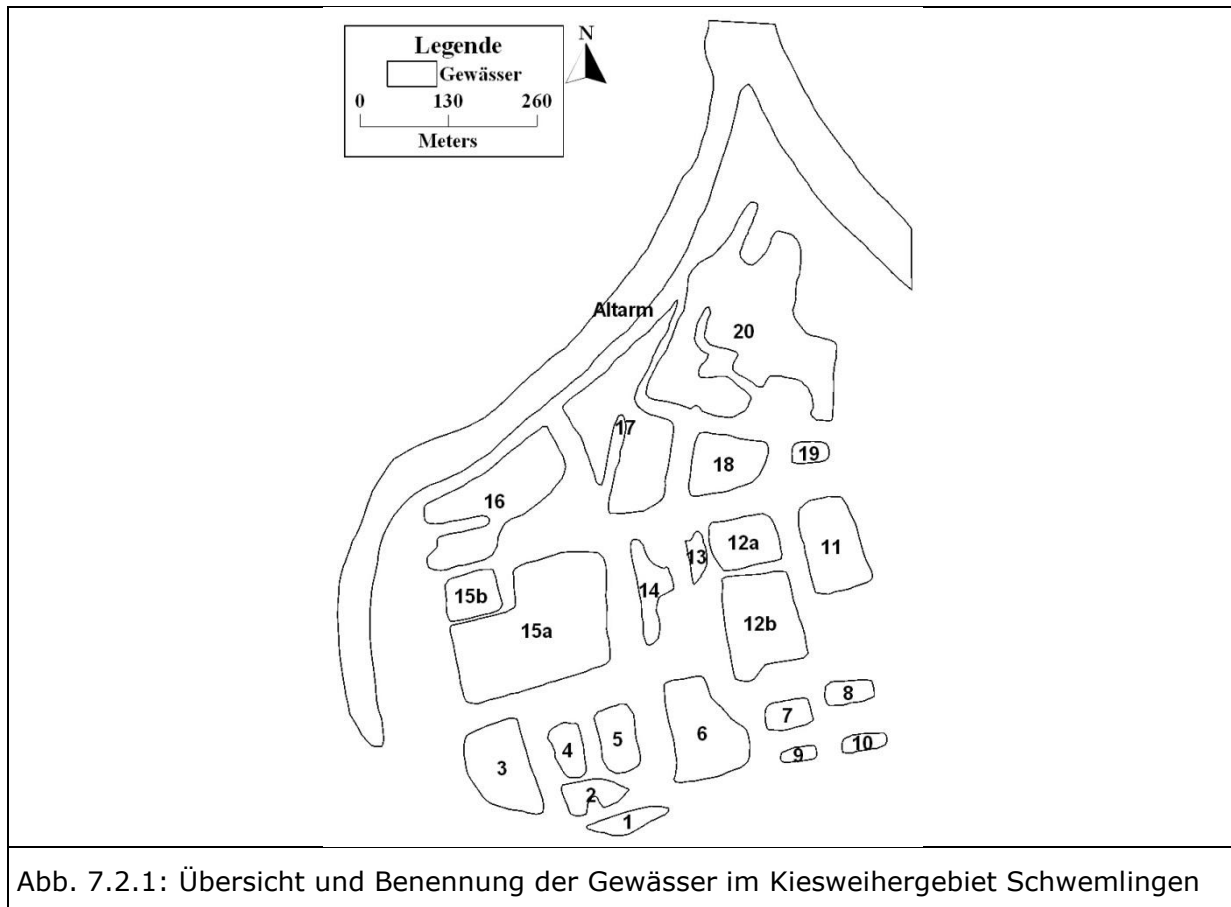 Legende
Gewässer
0 130 260
Meters
N
Altarm
20
17
18
19
16
12a
11
13
14
15b
15a
12b
8
7
6
5
4
3
9
10
2
1
Abb. 7.2.1: Übersicht und Benennung der Gewässer im Kiesweihergebiet Schwemlingen